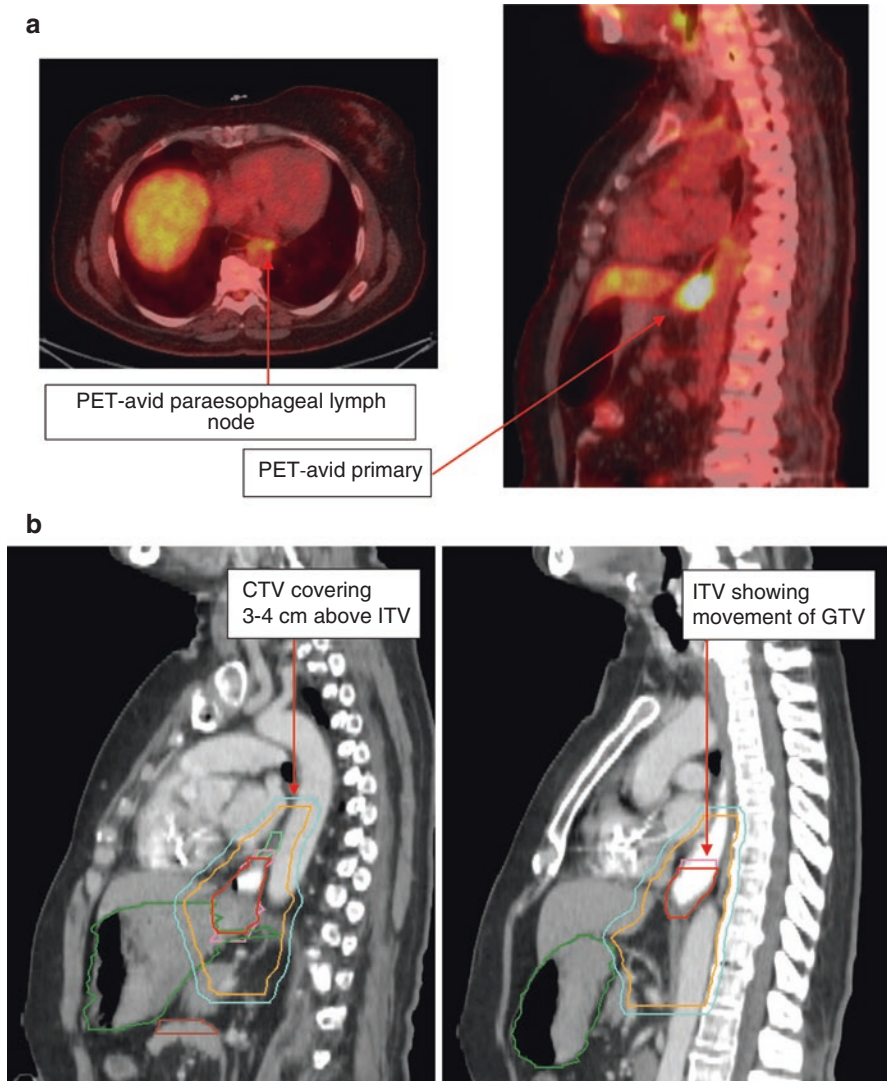 a
PET-avid paraesophageal lymph
node
PET-avid primary
b
CTV covering
3-4 cm above ITV
ITV showing
movement of GTV